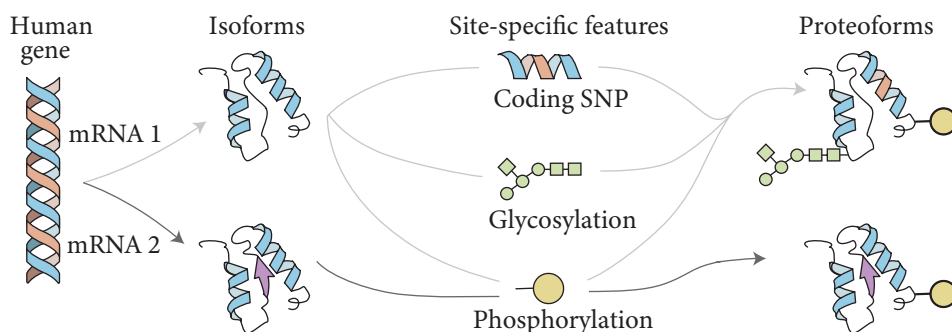 Human
gene
Isoforms
Site-specific features
Proteoforms
mRNA 1
Coding SNP
Glycosylation
mRNA 2
Phosphorylation